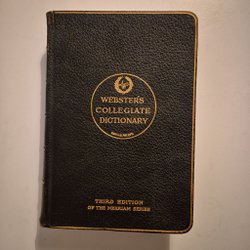 WEBSTER'S
COLLEGIATE
DICTIONARY
THIRD EDITION
OF THE MERRIAM SERIES